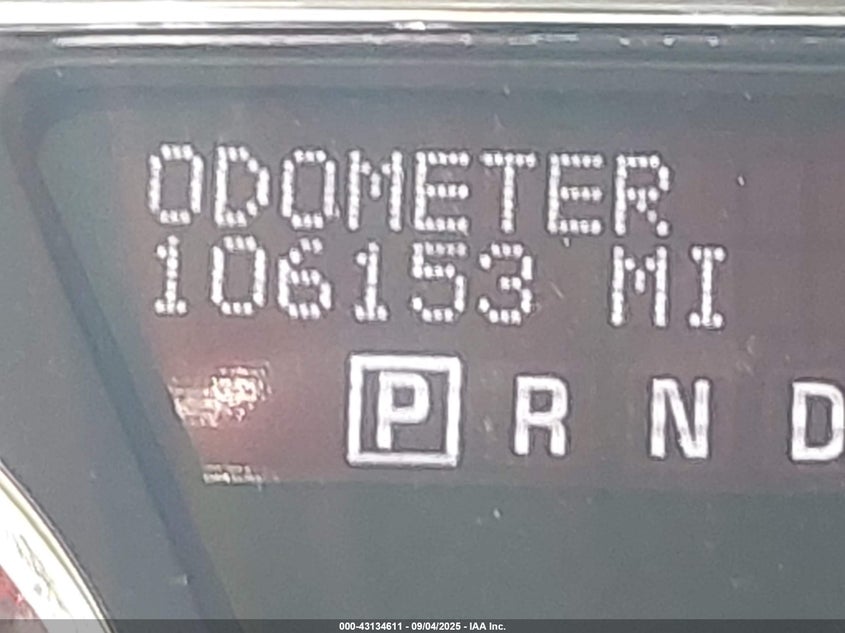 ODOMETER
106153 MI
P R N D
000-43134611 - 09/04/2025 - IAA Inc.